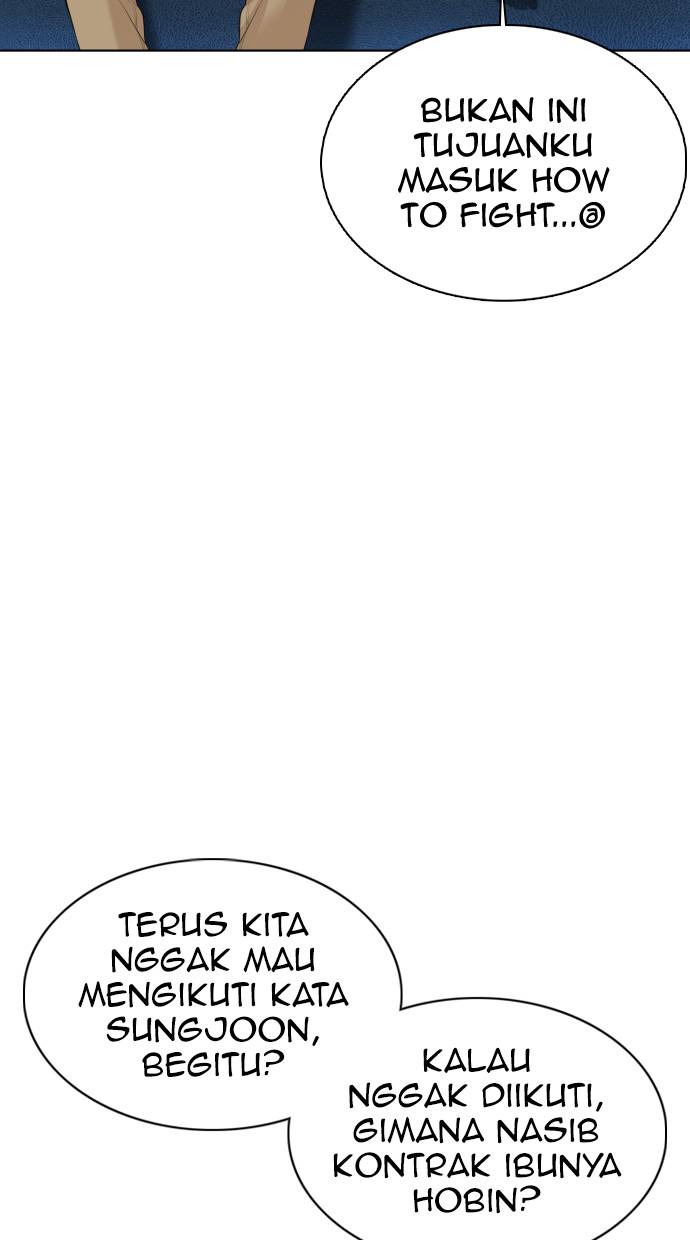 BUKAN INI
TUJUANKU
MASUK HOW
TO FIGHT...@
TERUS KITA
NGGAK MAU
MENGIKUTI KATA
SUNGJOON,
BEGITU?
KALAU
NGGAK DIIKUTI,
GIMANA NASIB
KONTRAK IBUNYA
HOBIN?